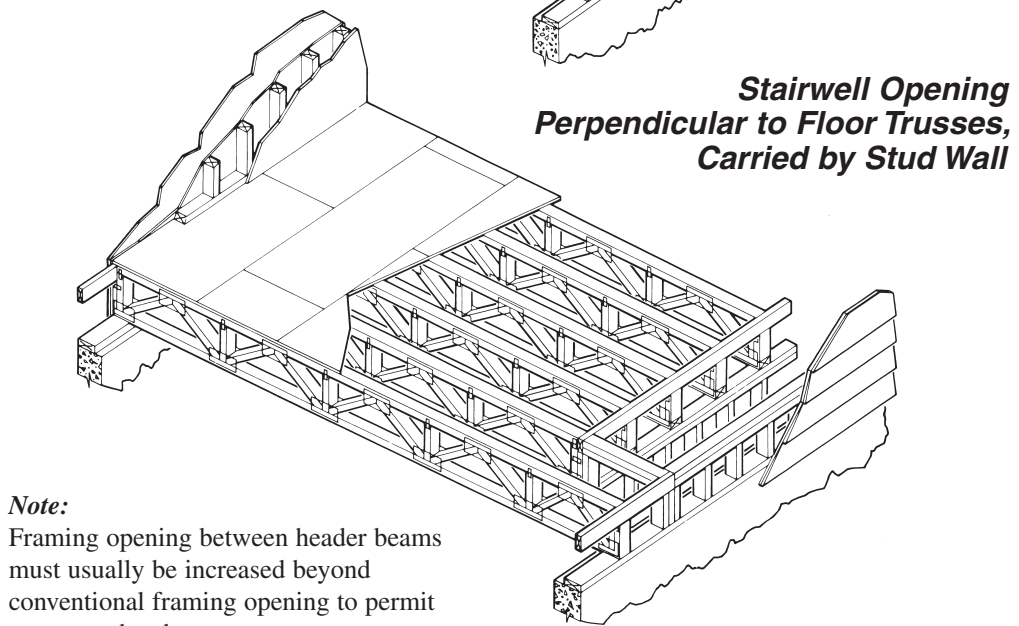 Stairwell Opening
Perpendicular to Floor Trusses,
Carried by Stud Wall
Note:
Framing opening between header beams
must usually be increased beyond
conventional framing opening to permit